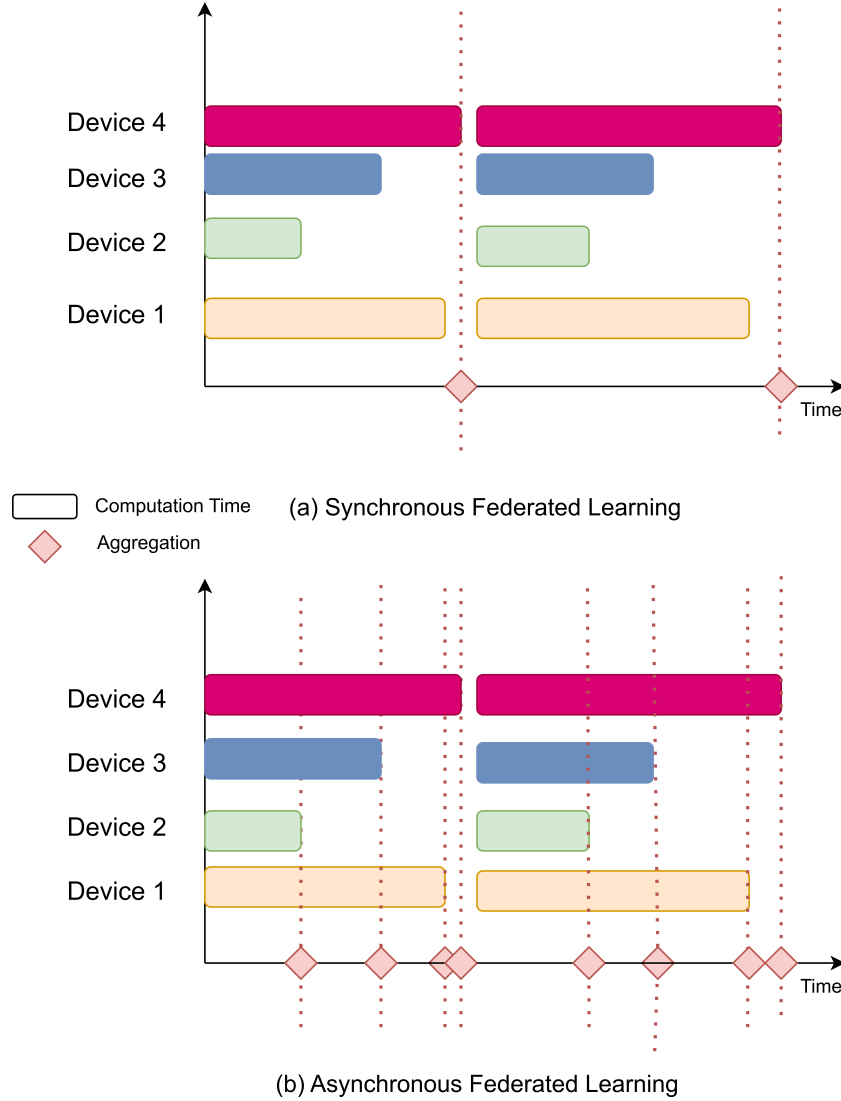 Device 4
Device 3
Device 2
Device 1
Time
Computation Time
(a) Synchronous Federated Learning
Aggregation
Device 4
Device 3
Device 2
Device 1
Time
(b) Asynchronous Federated Learning